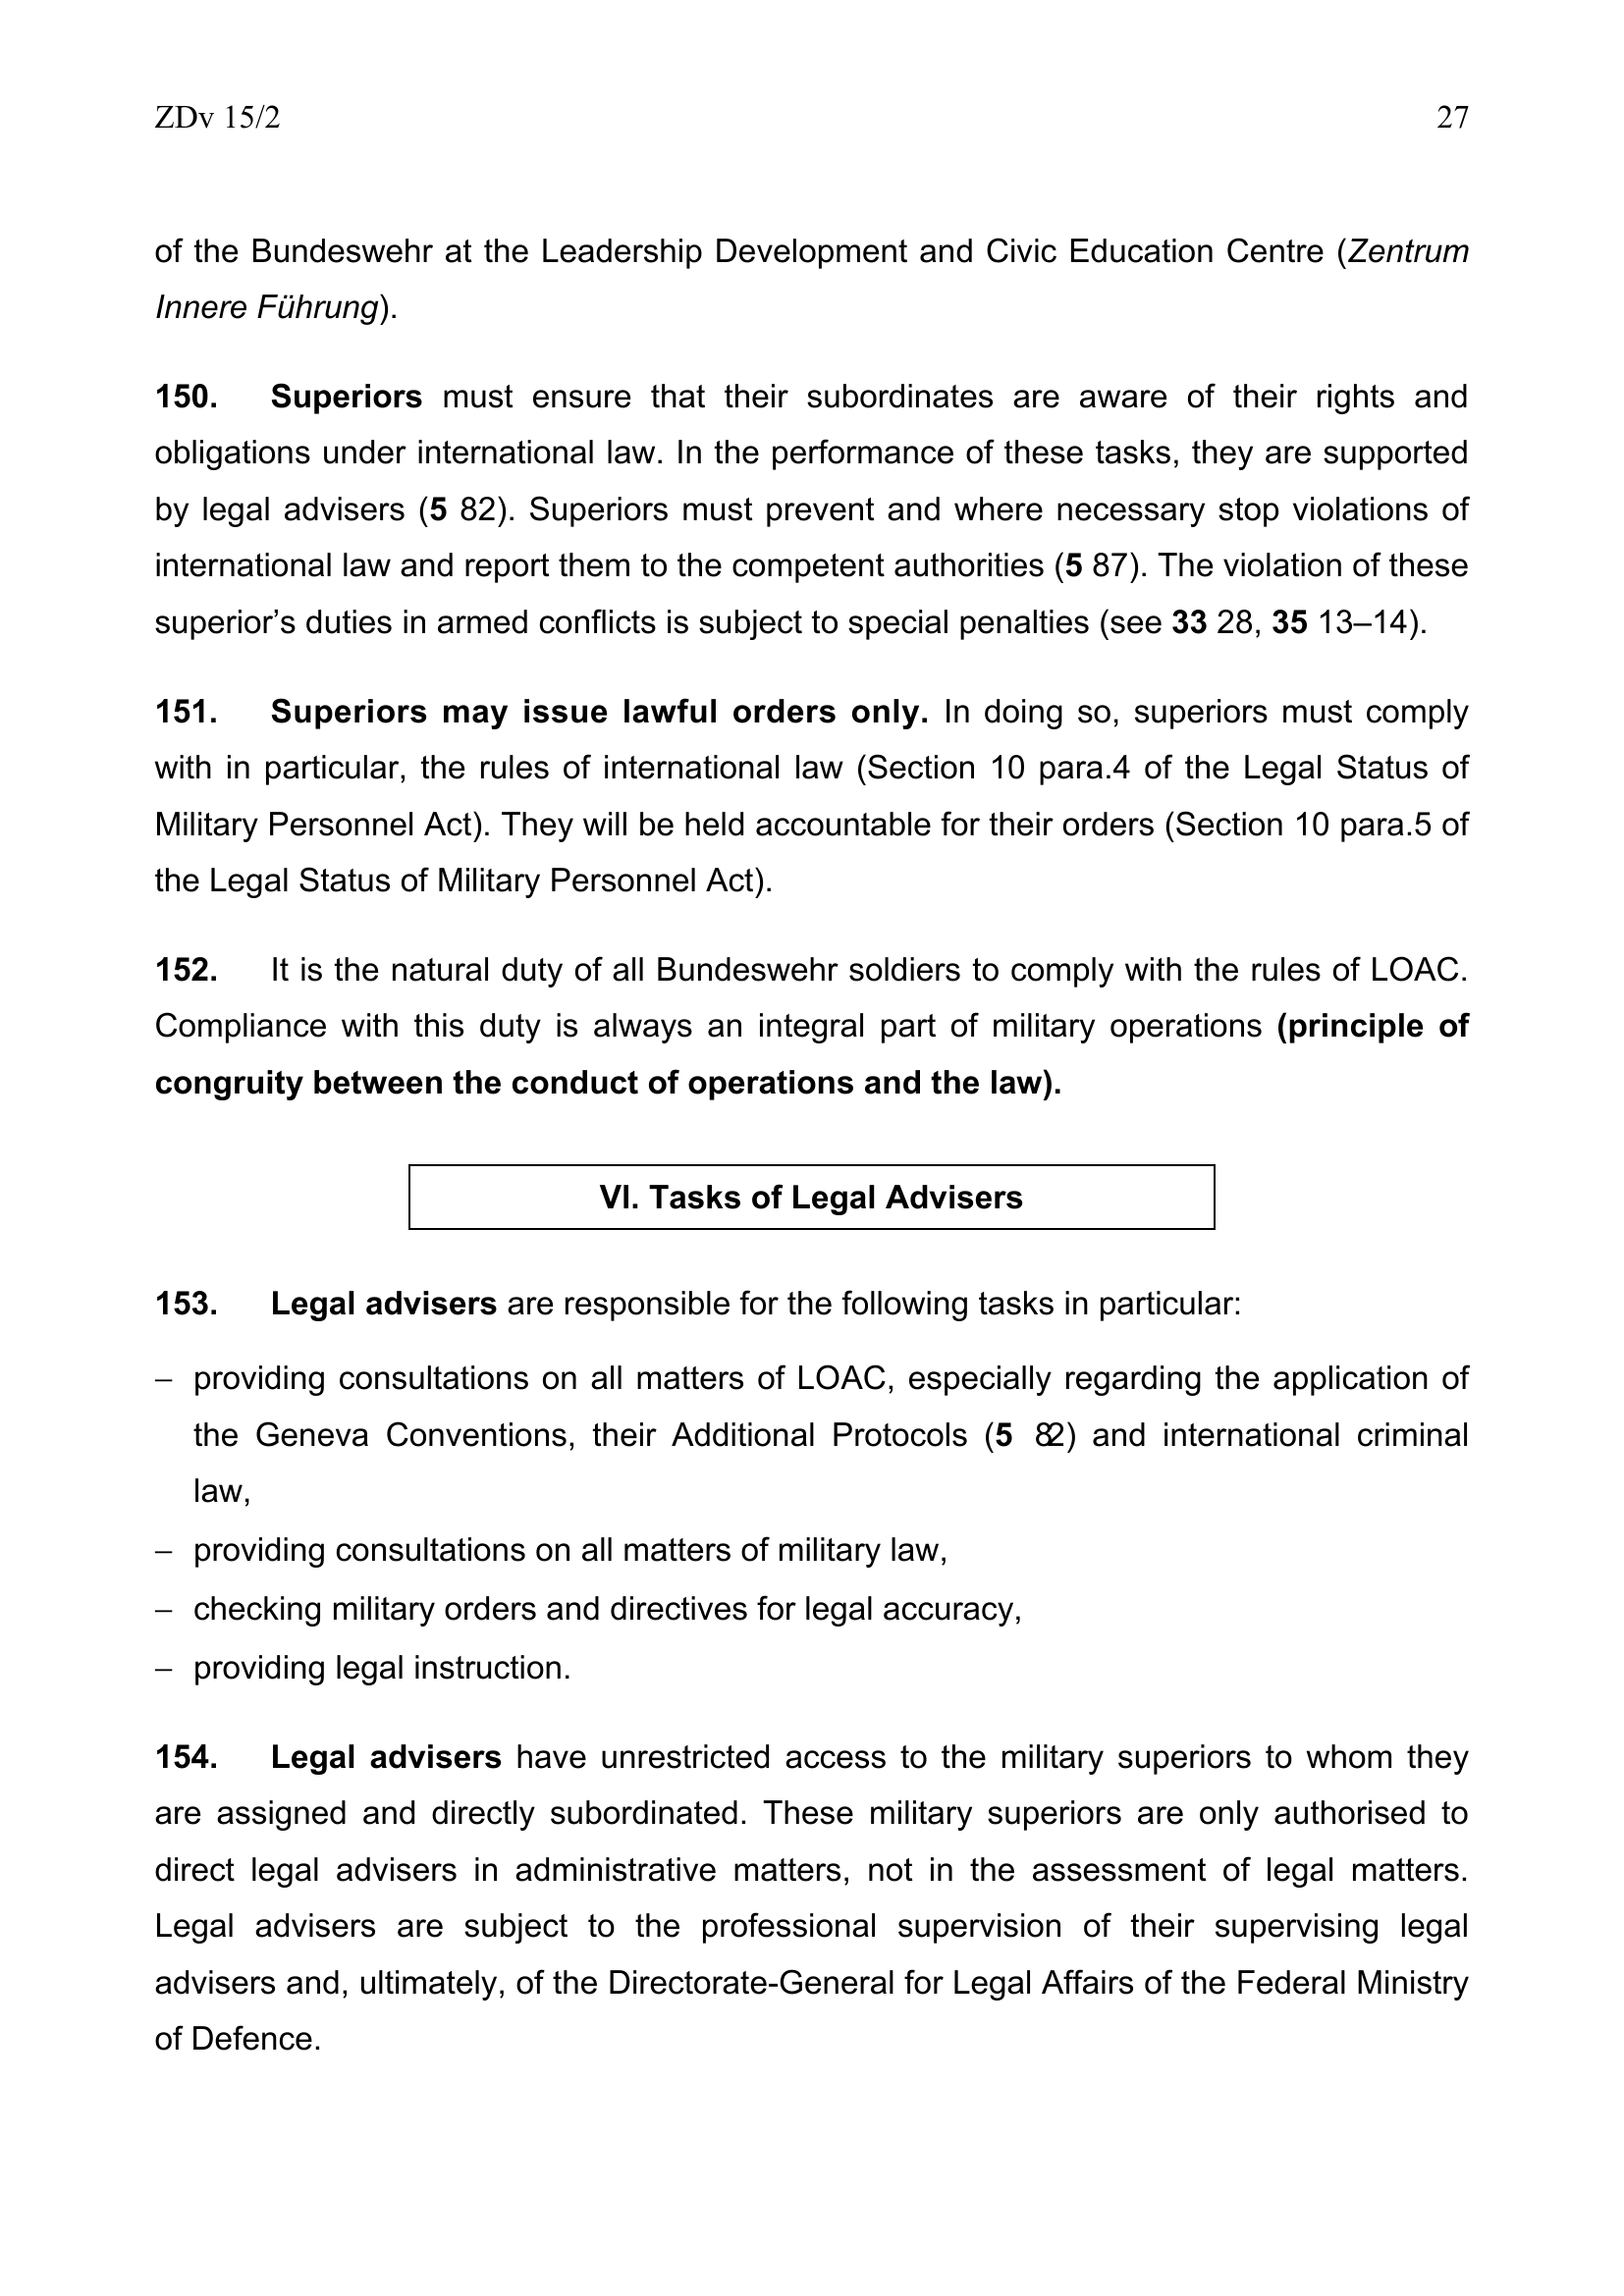 ZDv 15/2 27
of the Bundeswehr at the Leadership Development and Civic Education Centre (Zentrum
Innere Führung).
150. Superiors must ensure that their subordinates are aware of their rights and
obligations under international law. In the performance of these tasks, they are supported
by legal advisers (5 82). Superiors must prevent and where necessary stop violations of
international law and report them to the competent authorities (5 87). The violation of these
superior’s duties in armed conflicts is subject to special penalties (see 33 28, 35 13–14).
151. Superiors may issue lawful orders only. In doing so, superiors must comply
with in particular, the rules of international law (Section 10 para.4 of the Legal Status of
Military Personnel Act). They will be held accountable for their orders (Section 10 para.5 of
the Legal Status of Military Personnel Act).
152. It is the natural duty of all Bundeswehr soldiers to comply with the rules of LOAC.
Compliance with this duty is always an integral part of military operations (principle of
congruity between the conduct of operations and the law).
VI. Tasks of Legal Advisers
153. Legal advisers are responsible for the following tasks in particular:
– providing consultations on all matters of LOAC, especially regarding the application of
the Geneva Conventions, their Additional Protocols (5 82) and international criminal
law,
– providing consultations on all matters of military law,
– checking military orders and directives for legal accuracy,
– providing legal instruction.
154. Legal advisers have unrestricted access to the military superiors to whom they
are assigned and directly subordinated. These military superiors are only authorised to
direct legal advisers in administrative matters, not in the assessment of legal matters.
Legal advisers are subject to the professional supervision of their supervising legal
advisers and, ultimately, of the Directorate-General for Legal Affairs of the Federal Ministry
of Defence.